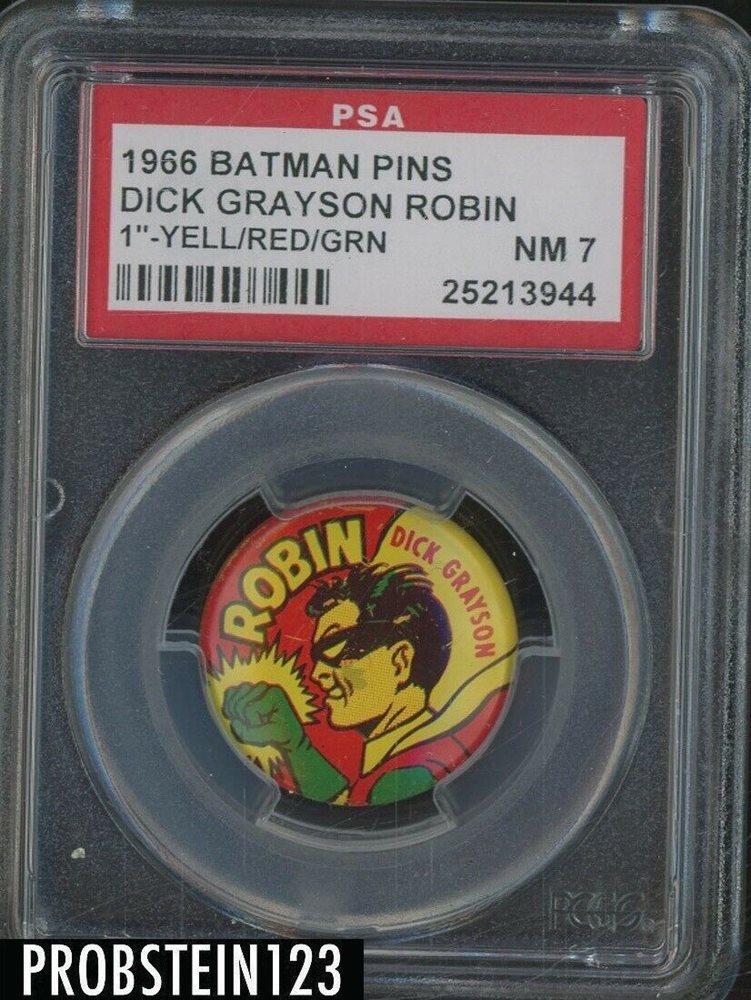 PSA
1966 BATMAN PINS
DICK GRAYSON ROBIN
1"-YELL/RED/GRN NM 7
25213944
ROBIN
DICK GRAYSON
PROBSTEIN123